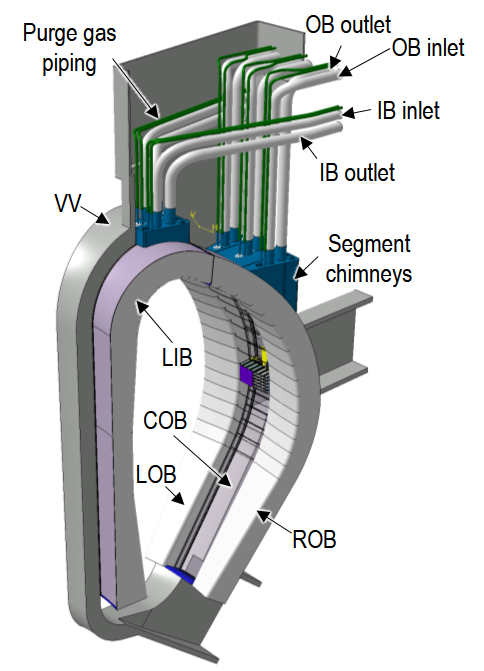 Purge gas
piping
OB outlet
OB inlet
IB inlet
IB outlet
VV
Segment
chimneys
LIB
COB
LOB
ROB